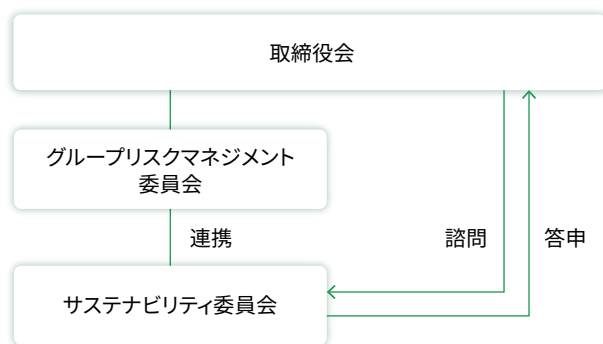 取締役会
グループリスクマネジメント
委員会
連携
諮問
答申
サステナビリティ委員会